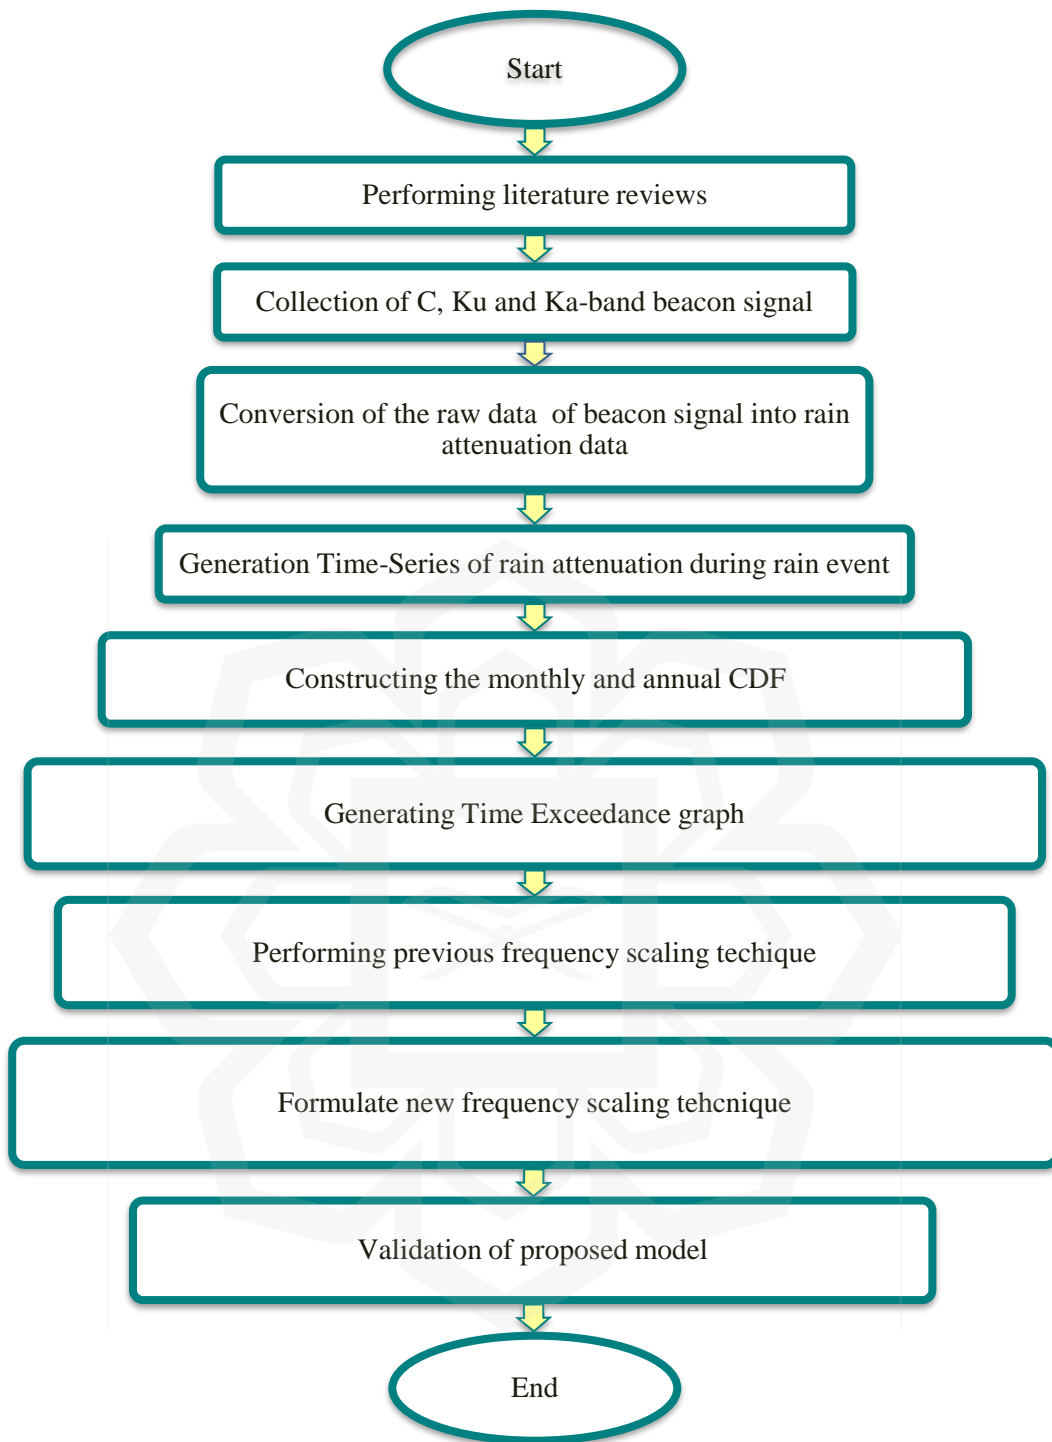 Start
Performing literature reviews
Collection of C, Ku and Ka-band beacon signal
Conversion of the raw data of beacon signal into rain
attenuation data
Generation Time-Series of rain attenuation during rain event
Constructing the monthly and annual CDF
Generating Time Exceedance graph
Performing previous frequency scaling techique
Formulate new frequency scaling tehcnique
Validation of proposed model
End